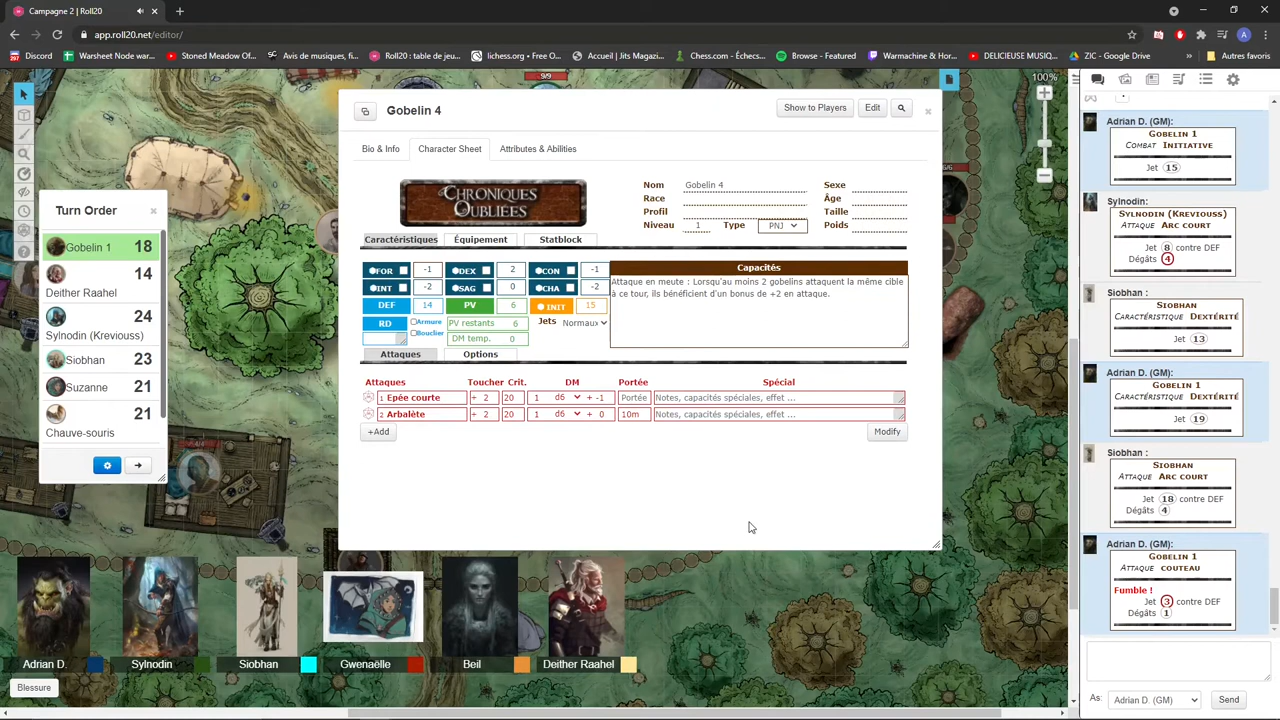 Campagne 2 | Roll20
app.roll20.net/editor/
Discord
Warsheet Node war
Stoned Meadow Of...
Avis de musiques, fi...
Roll20 : table de jeu...
lichess.org • Free O...
Accueil | Jits Magazi...
Chess.com - Échecs...
Browse - Featured
Warmachine & Hor...
DELICIEUSE MUSIQ...
ZIC - Google Drive
Autres favoris
9/9
100%
Gobelin 4
Show to Players
Edit
Bio & Info
Character Sheet
Attributes & Abilities
CHRONIQUES
OUBLIÉES
Nom Gobelin 4 Sexe
Race Âge
Profil Taille
Niveau 1 Type PNJ Poids
Caractéristiques Équipement Statblock
FOR -1 DEX 2 CON -1
INT -2 SAG 0 CHA -2
DEF 14 PV 6 INIT 15
RD Armure PV restants 6 Jets Normaux
Bouclier
DM temp. 0
Capacités
Attaque en meute : Lorsqu'au moins 2 gobelins attaquent la même cible
à ce tour, ils bénéficient d'un bonus de +2 en attaque.
Attaques Options
Attaques Toucher Crit. DM Portée Spécial
1 Epée courte + 2 20 1 d6 + -1 Portée Notes, capacités spéciales, effet ...
2 Arbalète + 2 20 1 d6 + 0 10m Notes, capacités spéciales, effet ...
+Add
Modify
Turn Order
Gobelin 1 18
14
Deither Raahel
24
Sylnodin (Kreviouss)
Siobhan 23
Suzanne 21
21
Chauve-souris
Adrian D.
Sylnodin
Siobhan
Gwenaëlle
Beil
Deither Raahel
Blessure
Adrian D. (GM):
GOBELIN 1
COMBAT INITIATIVE
Jet 15
Sylnodin:
SYLNODIN (KREVIOUSS)
Jet 8 contre DEF
Dégâts 4
Siobhan :
SIOBHAN
CARACTÉRISTIQUE DEXTÉRITÉ
Jet 13
Adrian D. (GM):
GOBELIN 1
CARACTÉRISTIQUE DEXTÉRITÉ
Jet 19
Siobhan :
SIOBHAN
ATTAQUE ARC COURT
Jet 18 contre DEF
Dégâts 4
Adrian D. (GM):
GOBELIN 1
ATTAQUE COUTEAU
Fumble !
Jet 3 contre DEF
Dégâts 1
As: Adrian D. (GM)
Send